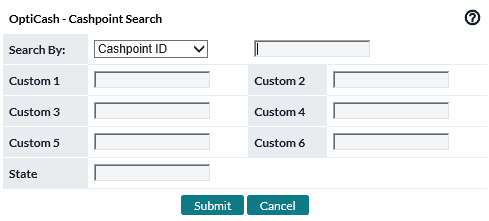 OptiCash - Cashpoint Search ?
Search By: Cashpoint ID
Custom 1 Custom 2
Custom 3 Custom 4
Custom 5 Custom 6
State
Submit Cancel